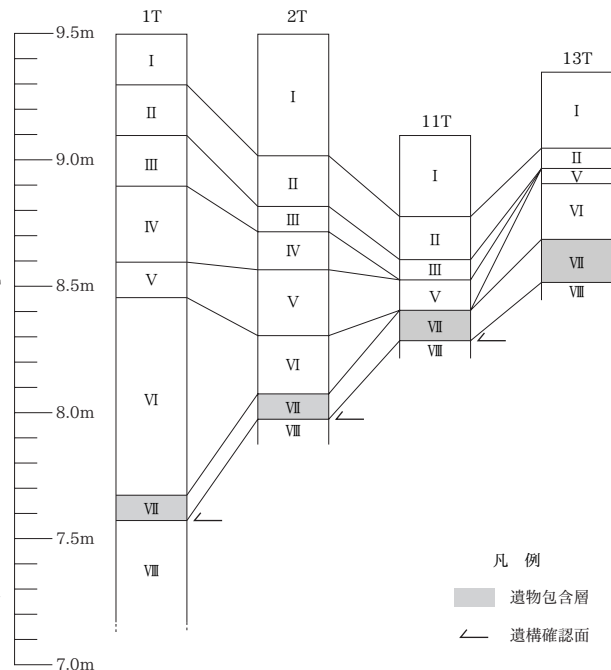 1T
2T
11T
13T
9.5m
9.0m
8.5m
8.0m
7.5m
7.0m
Ⅰ
Ⅱ
Ⅲ
Ⅳ
Ⅴ
Ⅵ
Ⅶ
Ⅷ
Ⅰ
Ⅱ
Ⅲ
Ⅳ
Ⅴ
Ⅵ
Ⅶ
Ⅷ
Ⅰ
Ⅱ
Ⅲ
Ⅴ
Ⅶ
Ⅷ
Ⅰ
Ⅱ
Ⅴ
Ⅵ
Ⅶ
Ⅷ
凡 例
遺物包含層
遺構確認面